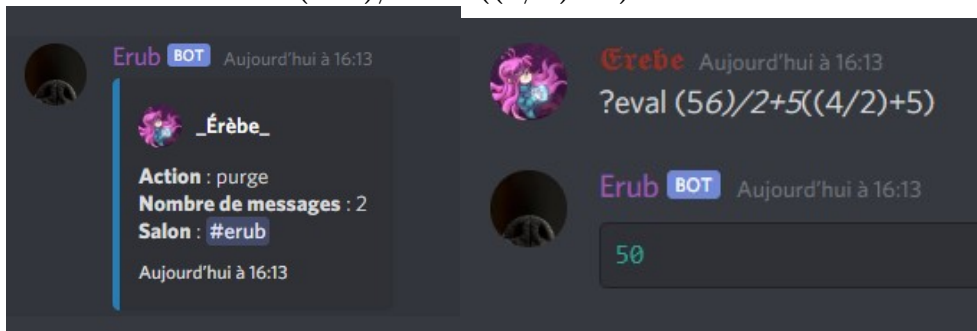 Erub BOT Aujourd'hui à 16:13
_Érèbe_
Action : purge
Nombre de messages : 2
Salon : #erub
Aujourd'hui à 16:13
𝕰𝖗𝖊𝖇𝖊 Aujourd'hui à 16:13
?eval (56)/2+5((4/2)+5)
Erub BOT Aujourd'hui à 16:13
50